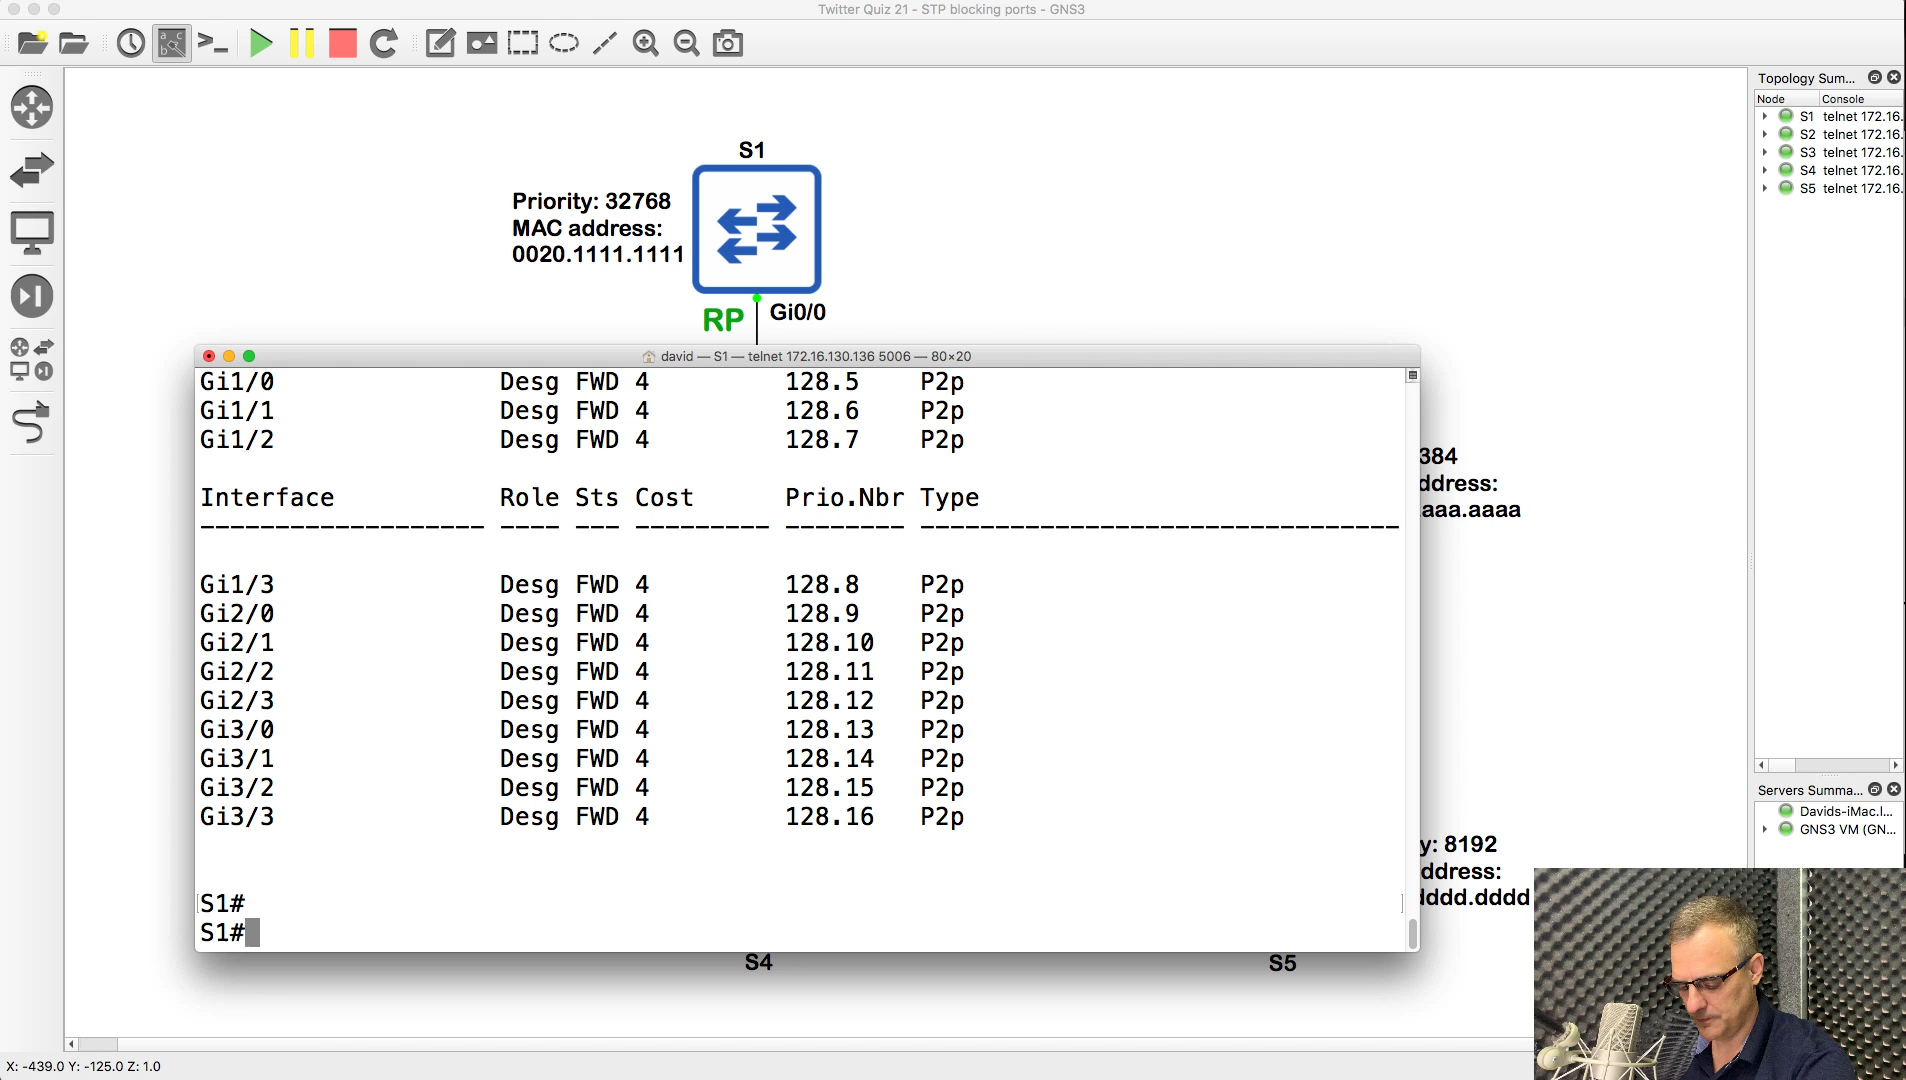 Twitter Quiz 21 - STP blocking ports - GNS3
Topology Sum...
Node Console
S1 telnet 172.16.
S2 telnet 172.16.
S3 telnet 172.16.
S4 telnet 172.16.
S5 telnet 172.16.
S1
Priority: 32768
MAC address:
0020.1111.1111
RP Gi0/0
david — S1 — telnet 172.16.130.136 5006 — 80×20
Gi1/0 Desg FWD 4 128.5 P2p
Gi1/1 Desg FWD 4 128.6 P2p
Gi1/2 Desg FWD 4 128.7 P2p
Interface Role Sts Cost Prio.Nbr Type
------------------- ---- --- --------- -------- --------------------------------
Gi1/3 Desg FWD 4 128.8 P2p
Gi2/0 Desg FWD 4 128.9 P2p
Gi2/1 Desg FWD 4 128.10 P2p
Gi2/2 Desg FWD 4 128.11 P2p
Gi2/3 Desg FWD 4 128.12 P2p
Gi3/0 Desg FWD 4 128.13 P2p
Gi3/1 Desg FWD 4 128.14 P2p
Gi3/2 Desg FWD 4 128.15 P2p
Gi3/3 Desg FWD 4 128.16 P2p
S1#
S1#
384
ddress:
aaa.aaaa
y: 8192
ddress:
dddd.dddd
S4
S5
Servers Summa...
Davids-iMac.l...
GNS3 VM (GN...
X: -439.0 Y: -125.0 Z: 1.0